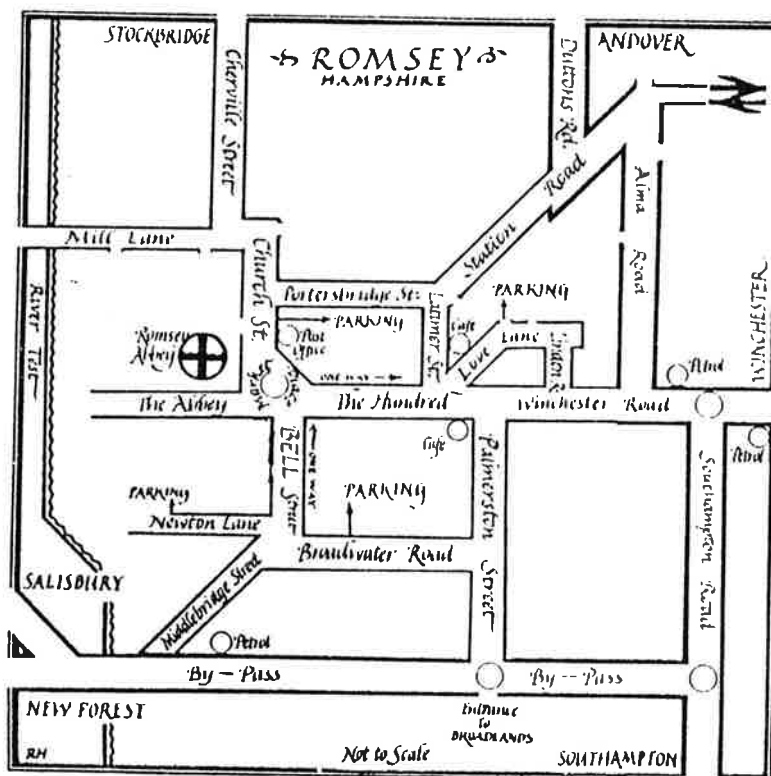 STOCKBRIDGE
Cherville Street
ROMSEY
HAMPSHIRE
Duttons Rd.
ANDOVER
Station Road
Alma Road
Mill Lane
Church St.
River Test
WINCHESTER
Portersbridge St.
Latimer St.
PARKING
PARKING
Post Office
Cafe
Love Lane
Romsey
Abbey
Market Place
ONE WAY
Petrol
The Abbey
The Hundred
Winchester Road
BELL Street
ONE WAY
Cafe
Palmerston Street
Petrol
Southampton Road
PARKING
PARKING
Newton Lane
Broadwater Road
SALISBURY
Middlebridge Street
Petrol
By-Pass
By--Pass
NEW FOREST
Entrance
to
BROADLANDS
RH
Not to Scale
SOUTHAMPTON